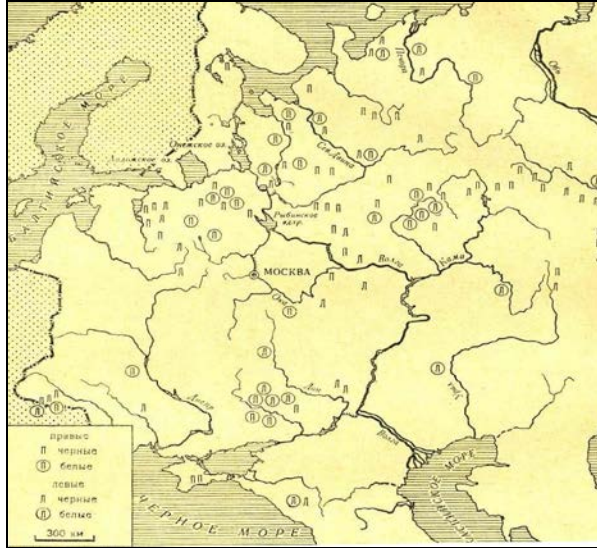 Печора
Обь
БАЛТИЙСКОЕ МОРЕ
Онежское оз.
Ладожское оз.
Сев.Двина
Рыбинское вдхр.
Волга
Кама
МОСКВА
Ока
Днепр
Дон
Урал
Волга
правые
П черные
П белые
левые
Л черные
Л белые
300 км
ЧЕРНОЕ МОРЕ
КАСПИЙСКОЕ МОРЕ